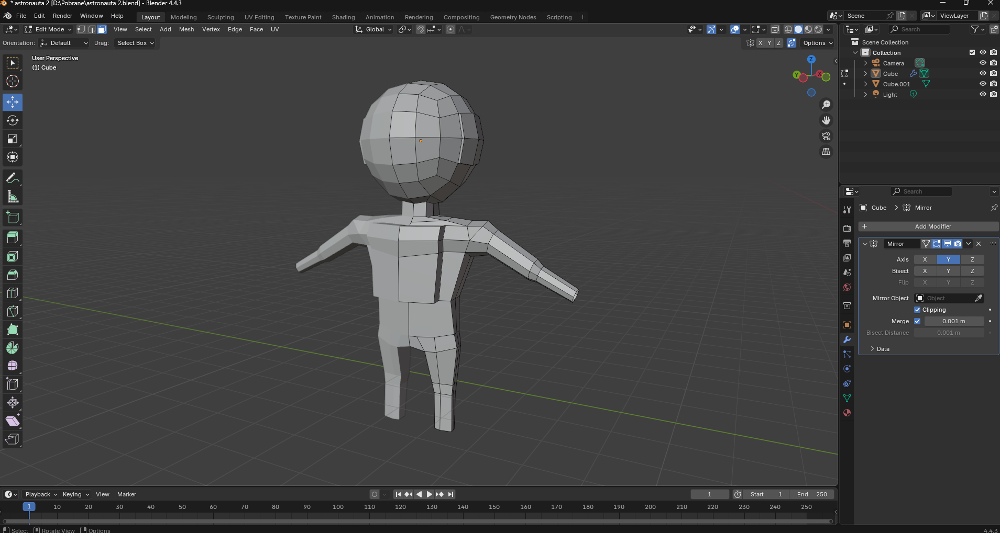 * astronauta 2 [D:\Pobrane\astronauta 2.blend] - Blender 4.4.3
File Edit Render Window Help Layout Modeling Sculpting UV Editing Texture Paint Shading Animation Rendering Compositing Geometry Nodes Scripting + Scene ViewLayer
Edit Mode View Select Add Mesh Vertex Edge Face UV Global Search
Orientation: Default Drag: Select Box X Y Z Options
User Perspective
(1) Cube
Z
Y X
Scene Collection
Collection
Camera
Cube
Cube.001
Light
Search
Cube > Mirror
+ Add Modifier
Mirror
Axis X Y Z
Bisect X Y Z
Flip X Y Z
Mirror Object Object
Clipping
Merge 0.001 m
Bisect Distance 0.001 m
Data
Playback Keying View Marker 1 Start 1 End 250
1 10 20 30 40 50 60 70 80 90 100 110 120 130 140 150 160 170 180 190 200 210 220 230 240 250
Select Rotate View Options 4.4.3